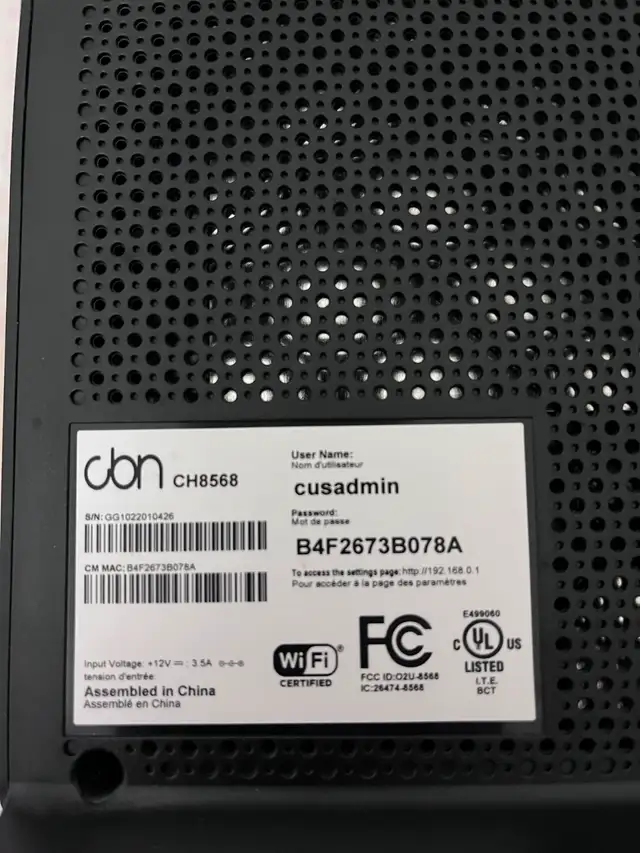 cbn CH8568
S/N: GG1022010426
CM MAC: B4F2673B078A
Input Voltage: +12V ⎓: 3.5A
tension d'entrée:
Assembled in China
Assemblé en China
User Name:
Nom d'utilisateur
cusadmin
Password:
Mot de passe
B4F2673B078A
To access the settings page: http://192.168.0.1
Pour accéder à la page des paramètres
WiFi®
CERTIFIED
FC
FCC ID:O2U-8568
IC:26474-8568
E499060
c UL US
LISTED
I.T.E.
BCT